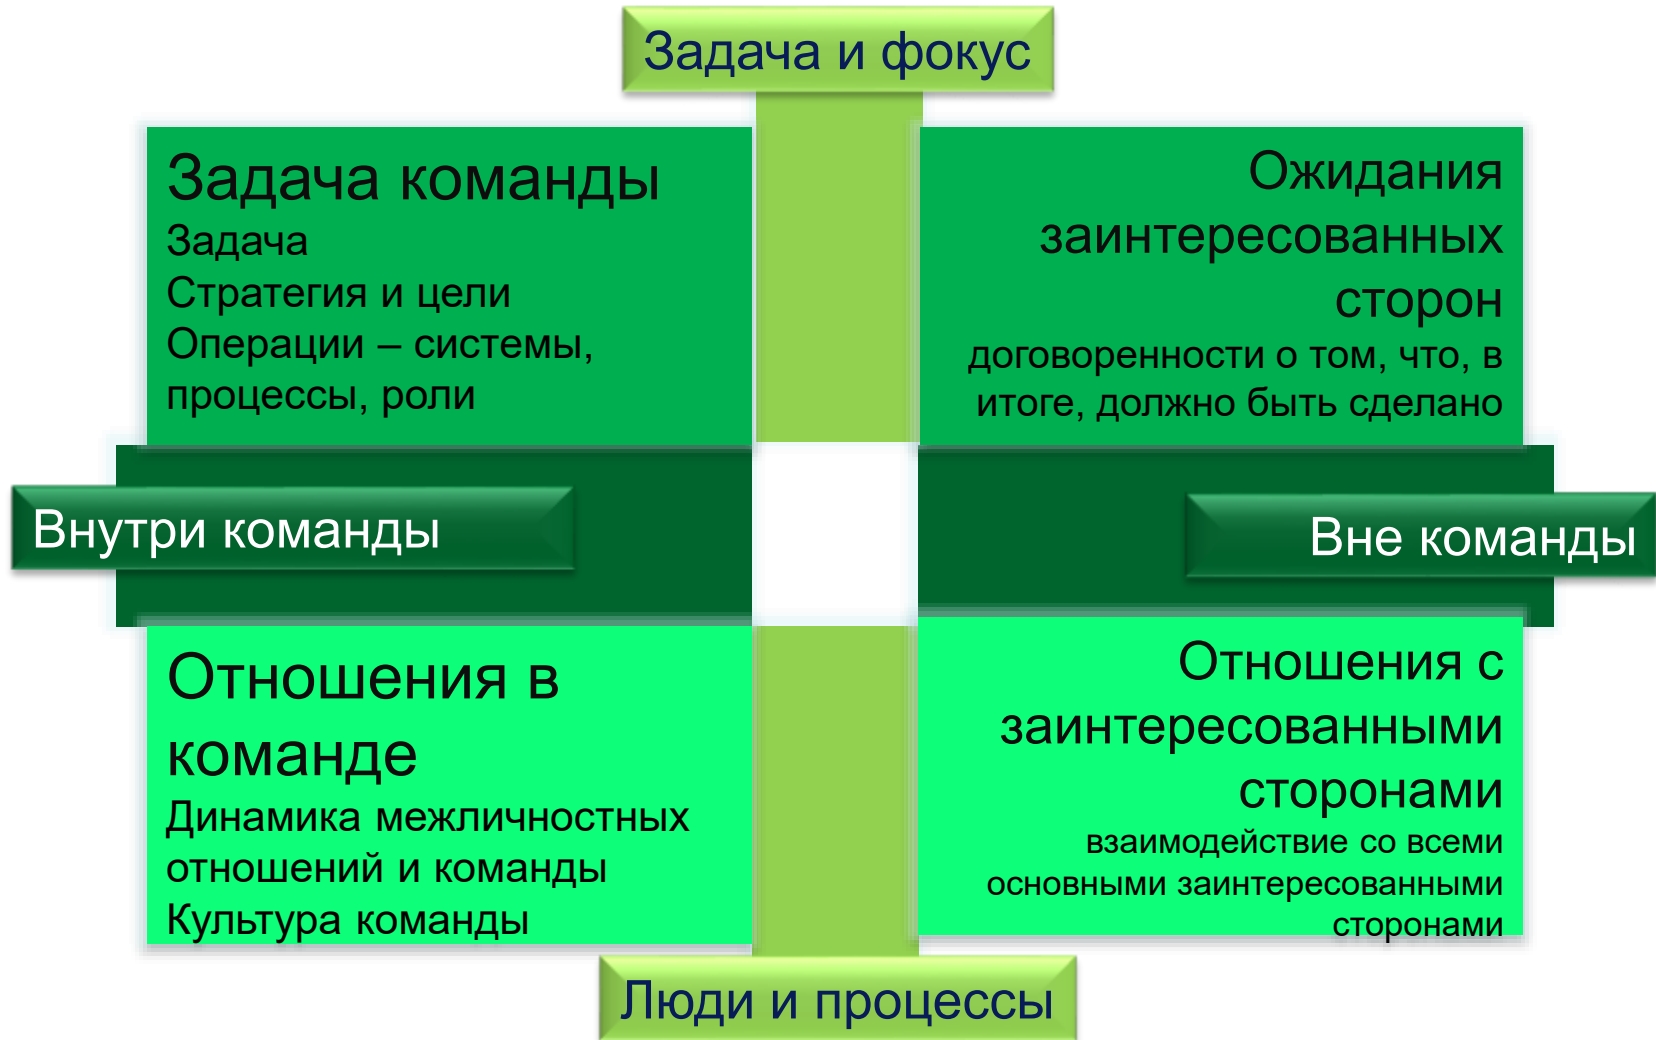 Задача и фокус
Задача команды
Задача
Стратегия и цели
Операции – системы,
процессы, роли
Ожидания
заинтересованных
сторон
договоренности о том, что, в
итоге, должно быть сделано
Внутри команды
Вне команды
Отношения в
команде
Динамика межличностных
отношений и команды
Культура команды
Отношения с
заинтересованными
сторонами
взаимодействие со всеми
основными заинтересованными
сторонами
Люди и процессы